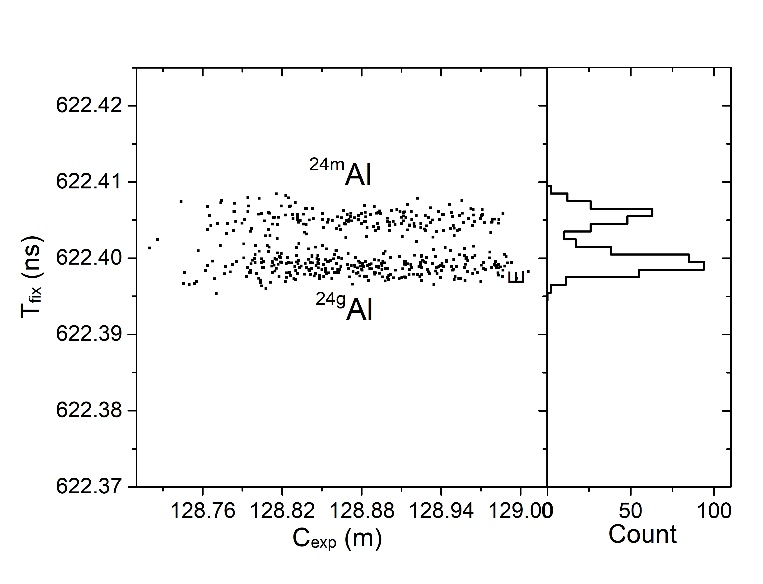 622.42
622.41
622.40
622.39
622.38
622.37
T_fix (ns)
24mAl
24gAl
E
128.76 128.82 128.88 128.94 129.00
C_exp (m)
0 50 100
Count